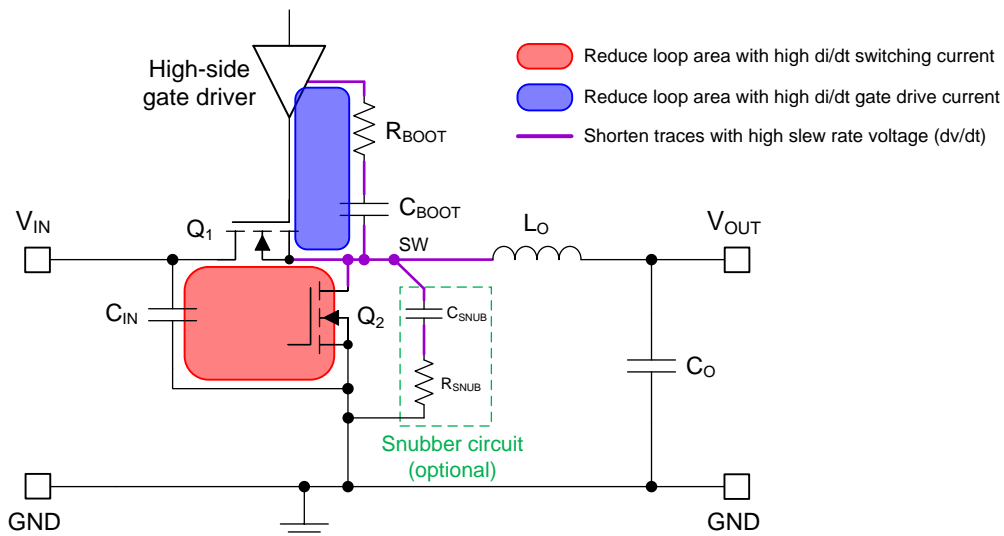 High-side
gate driver
Reduce loop area with high di/dt switching current
Reduce loop area with high di/dt gate drive current
Shorten traces with high slew rate voltage (dv/dt)
RBOOT
CBOOT
VIN
Q1
SW
LO
VOUT
CIN
Q2
CSNUB
RSNUB
CO
Snubber circuit
(optional)
GND
GND